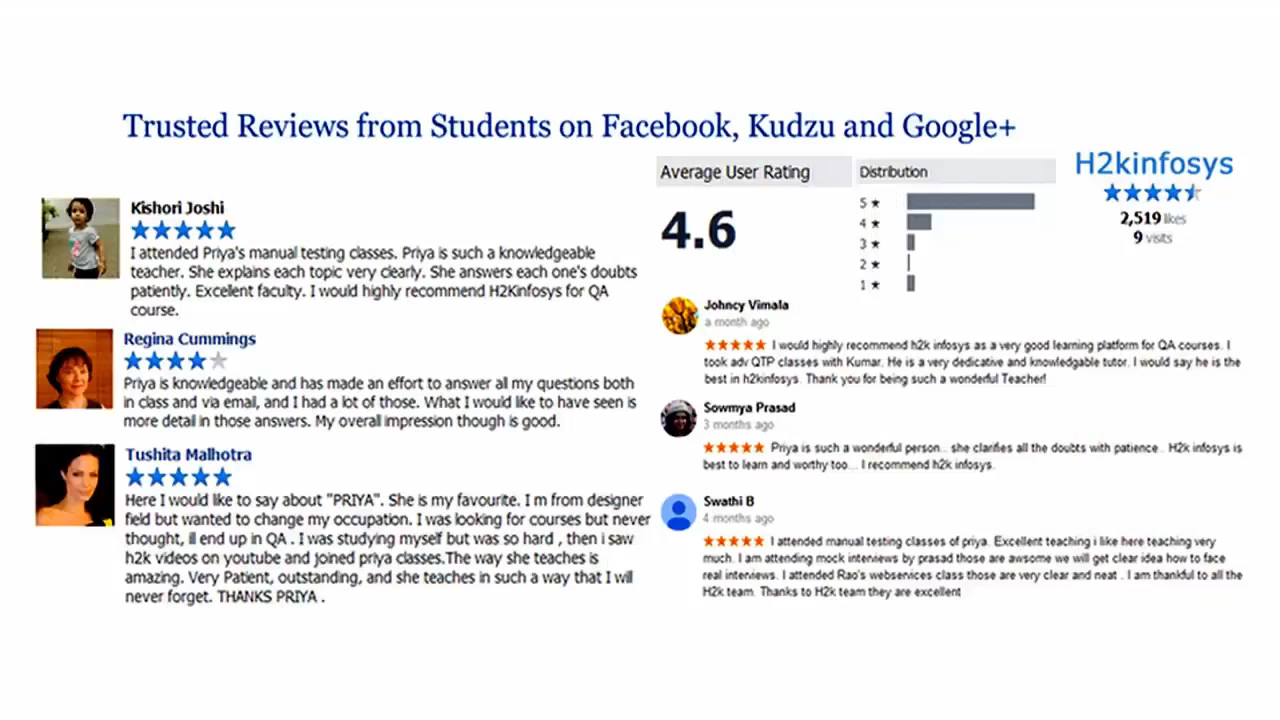 Trusted Reviews from Students on Facebook, Kudzu and Google+
Kishori Joshi
I attended Priya's manual testing classes. Priya is such a knowledgeable
teacher. She explains each topic very clearly. She answers each one's doubts
patiently. Excellent faculty. I would highly recommend H2Kinfosys for QA
course.
Regina Cummings
Priya is knowledgeable and has made an effort to answer all my questions both
in class and via email, and I had a lot of those. What I would like to have seen is
more detail in those answers. My overall impression though is good.
Tushita Malhotra
Here I would like to say about "PRIYA". She is my favourite. I m from designer
field but wanted to change my occupation. I was looking for courses but never
thought, ill end up in QA . I was studying myself but was so hard , then i saw
h2k videos on youtube and joined priya classes.The way she teaches is
amazing. Very Patient, outstanding, and she teaches in such a way that I will
never forget. THANKS PRIYA .
Average User Rating
4.6
Distribution
5 ★
4 ★
3 ★
2 ★
1 ★
H2kinfosys
2,519 likes
9 visits
Johncy Vimala
a month ago
I would highly recommend h2k infosys as a very good learning platform for QA courses. I
took adv QTP classes with Kumar. He is a very dedicative and knowledgable tutor. I would say he is the
best in h2kinfosys. Thank you for being such a wonderful Teacher!
Sowmya Prasad
3 months ago
Priya is such a wonderful person.. she clarifies all the doubts with patience.. H2k infosys is
best to learn and worthy too... I recommend h2k infosys.
Swathi B
4 months ago
I attended manual testing classes of priya. Excellent teaching i like here teaching very
much. I am attending mock interviews by prasad those are awsome we will get clear idea how to face
real interviews. I attended Rao's webservices class those are very clear and neat . I am thankful to all the
H2k team. Thanks to H2k team they are excellent